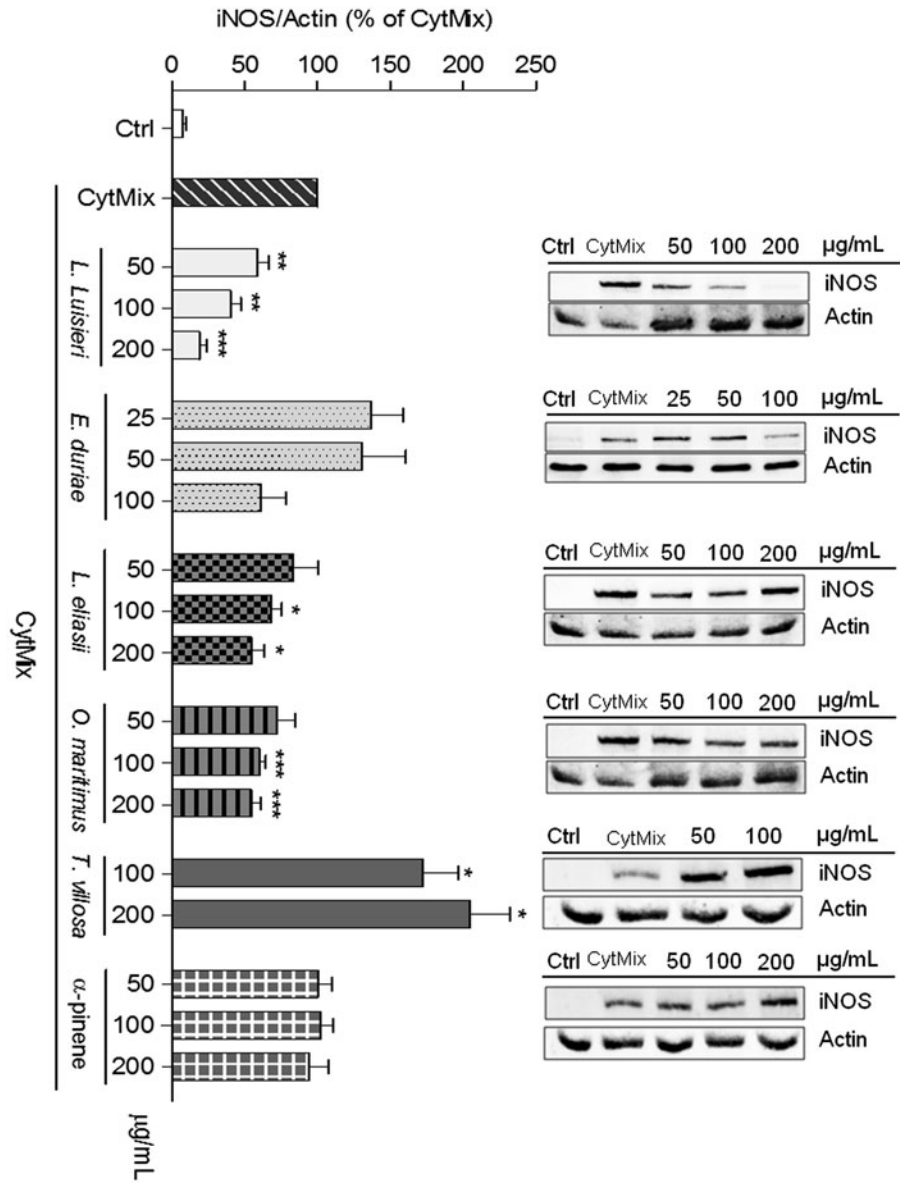 iNOS/Actin (% of CytMix)
0 50 100 150 200 250
Ctrl
CytMix
50
**
100
**
200
***
L. Luisieri
25
50
100
E. duriae
50
100
*
200
*
L. eliasii
50
100
***
200
***
O. maritimus
100
*
200
*
T. villosa
50
100
200
α-pinene
CytMix
µg/mL
Ctrl CytMix 50 100 200 µg/mL
iNOS
Actin
Ctrl CytMix 25 50 100 µg/mL
iNOS
Actin
Ctrl CytMix 50 100 200 µg/mL
iNOS
Actin
Ctrl CytMix 50 100 200 µg/mL
iNOS
Actin
Ctrl CytMix 50 100 µg/mL
iNOS
Actin
Ctrl CytMix 50 100 200 µg/mL
iNOS
Actin